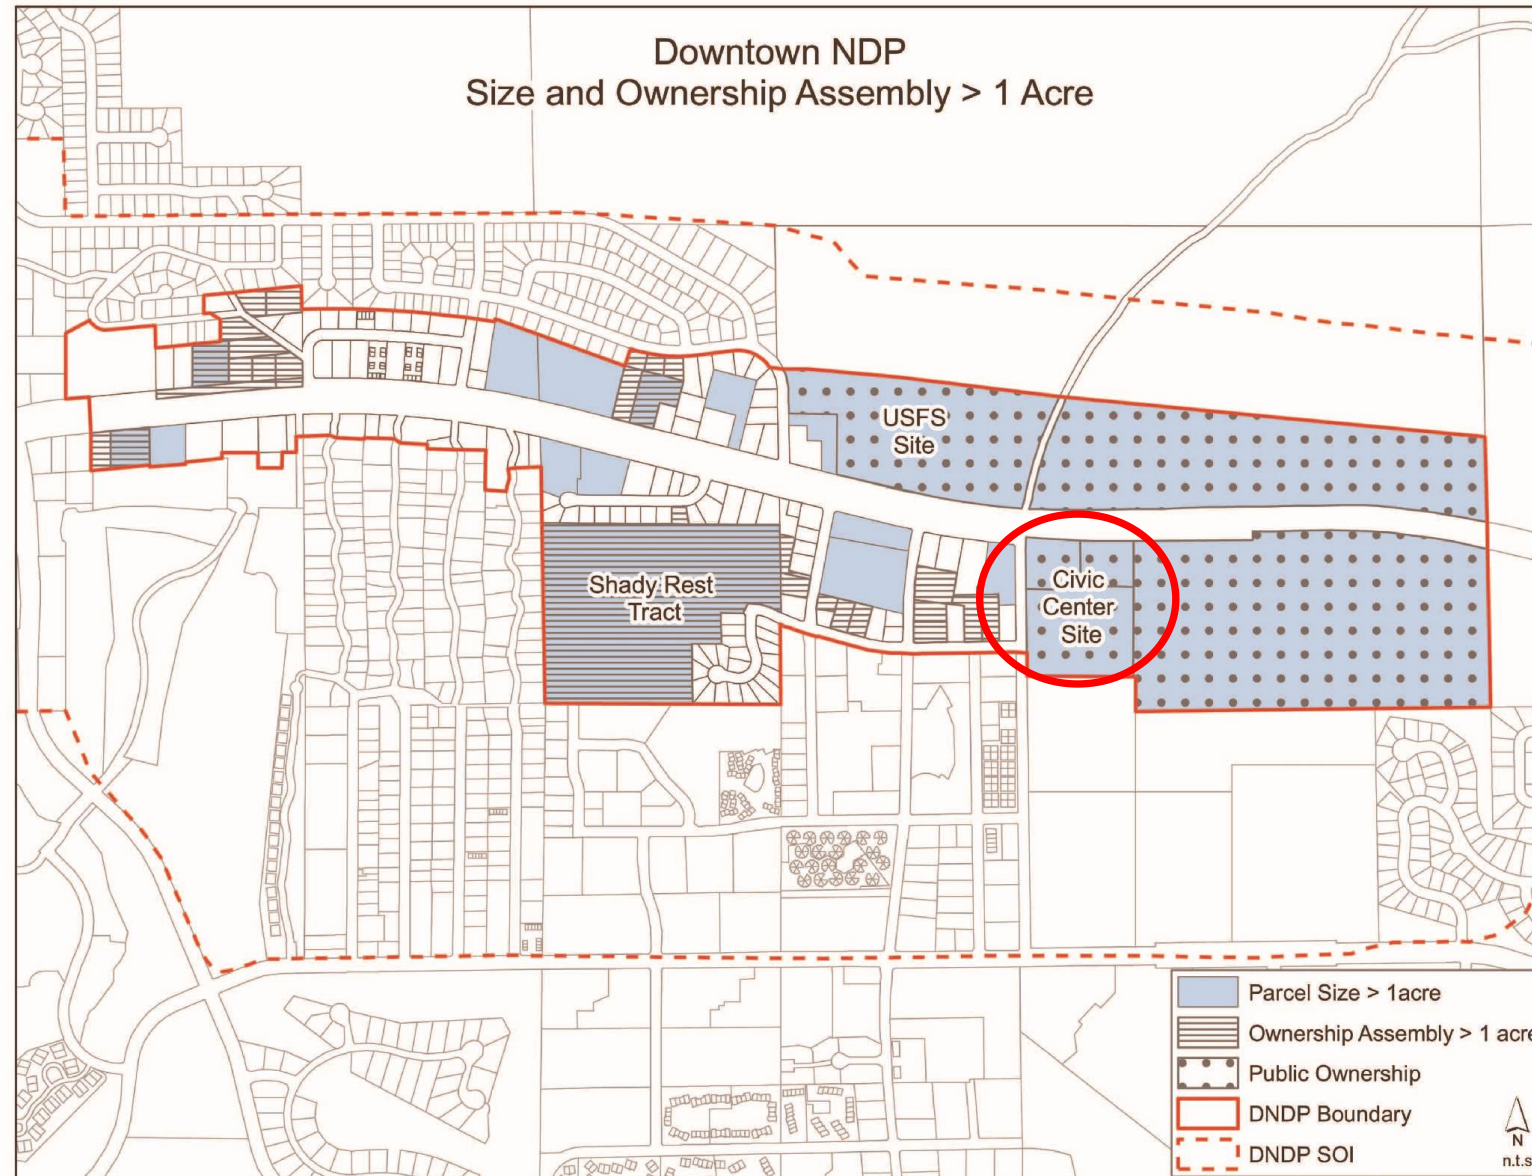 Downtown NDP
Size and Ownership Assembly > 1 Acre
USFS
Site
Shady Rest
Tract
Civic
Center
Site
Parcel Size > 1acre
Ownership Assembly > 1 acre
Public Ownership
DNDP Boundary
DNDP SOI
N
n.t.s